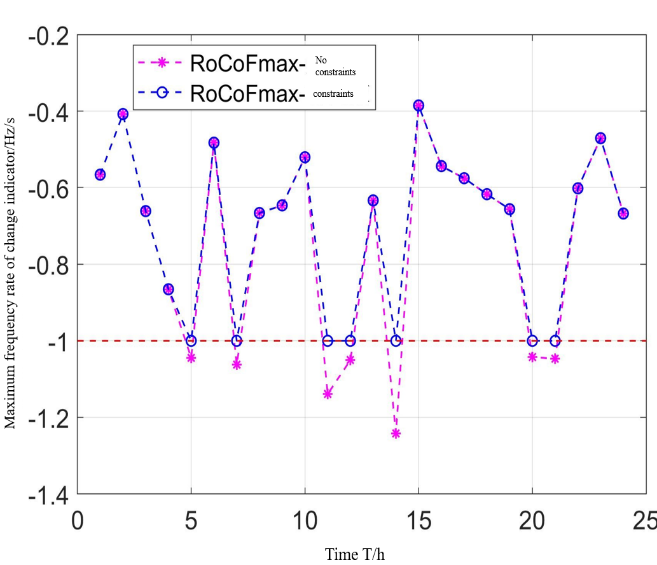 -0.2
RoCoFmax- No
constraints
RoCoFmax- constraints
-0.4
-0.6
-0.8
-1
-1.2
-1.4
0 5 10 15 20 25
Time T/h
Maximum frequency rate of change indicator/Hz/s